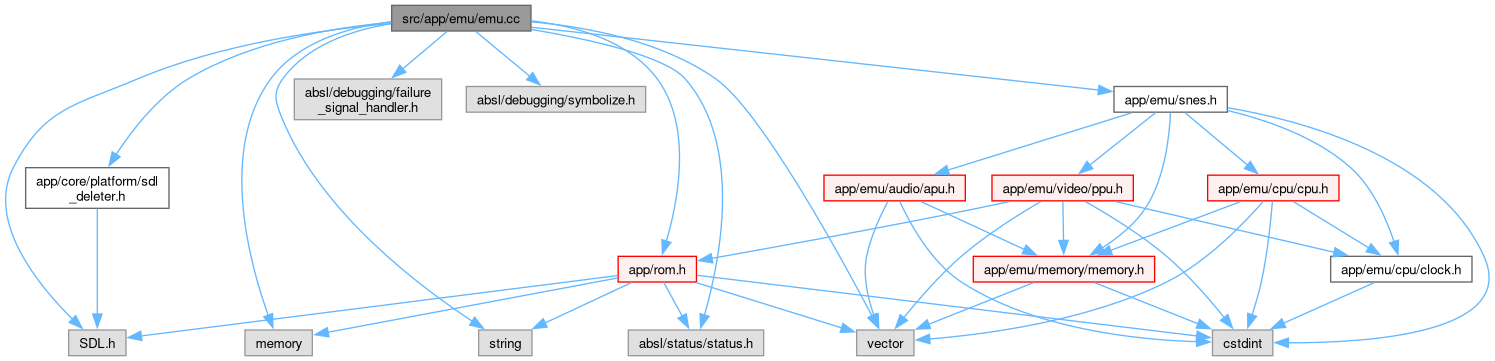 src/app/emu/emu.cc
absl/debugging/failure
_signal_handler.h
absl/debugging/symbolize.h
app/emu/snes.h
app/core/platform/sdl
_deleter.h
app/emu/audio/apu.h
app/emu/video/ppu.h
app/emu/cpu/cpu.h
app/rom.h
app/emu/memory/memory.h
app/emu/cpu/clock.h
SDL.h
memory
string
absl/status/status.h
vector
cstdint